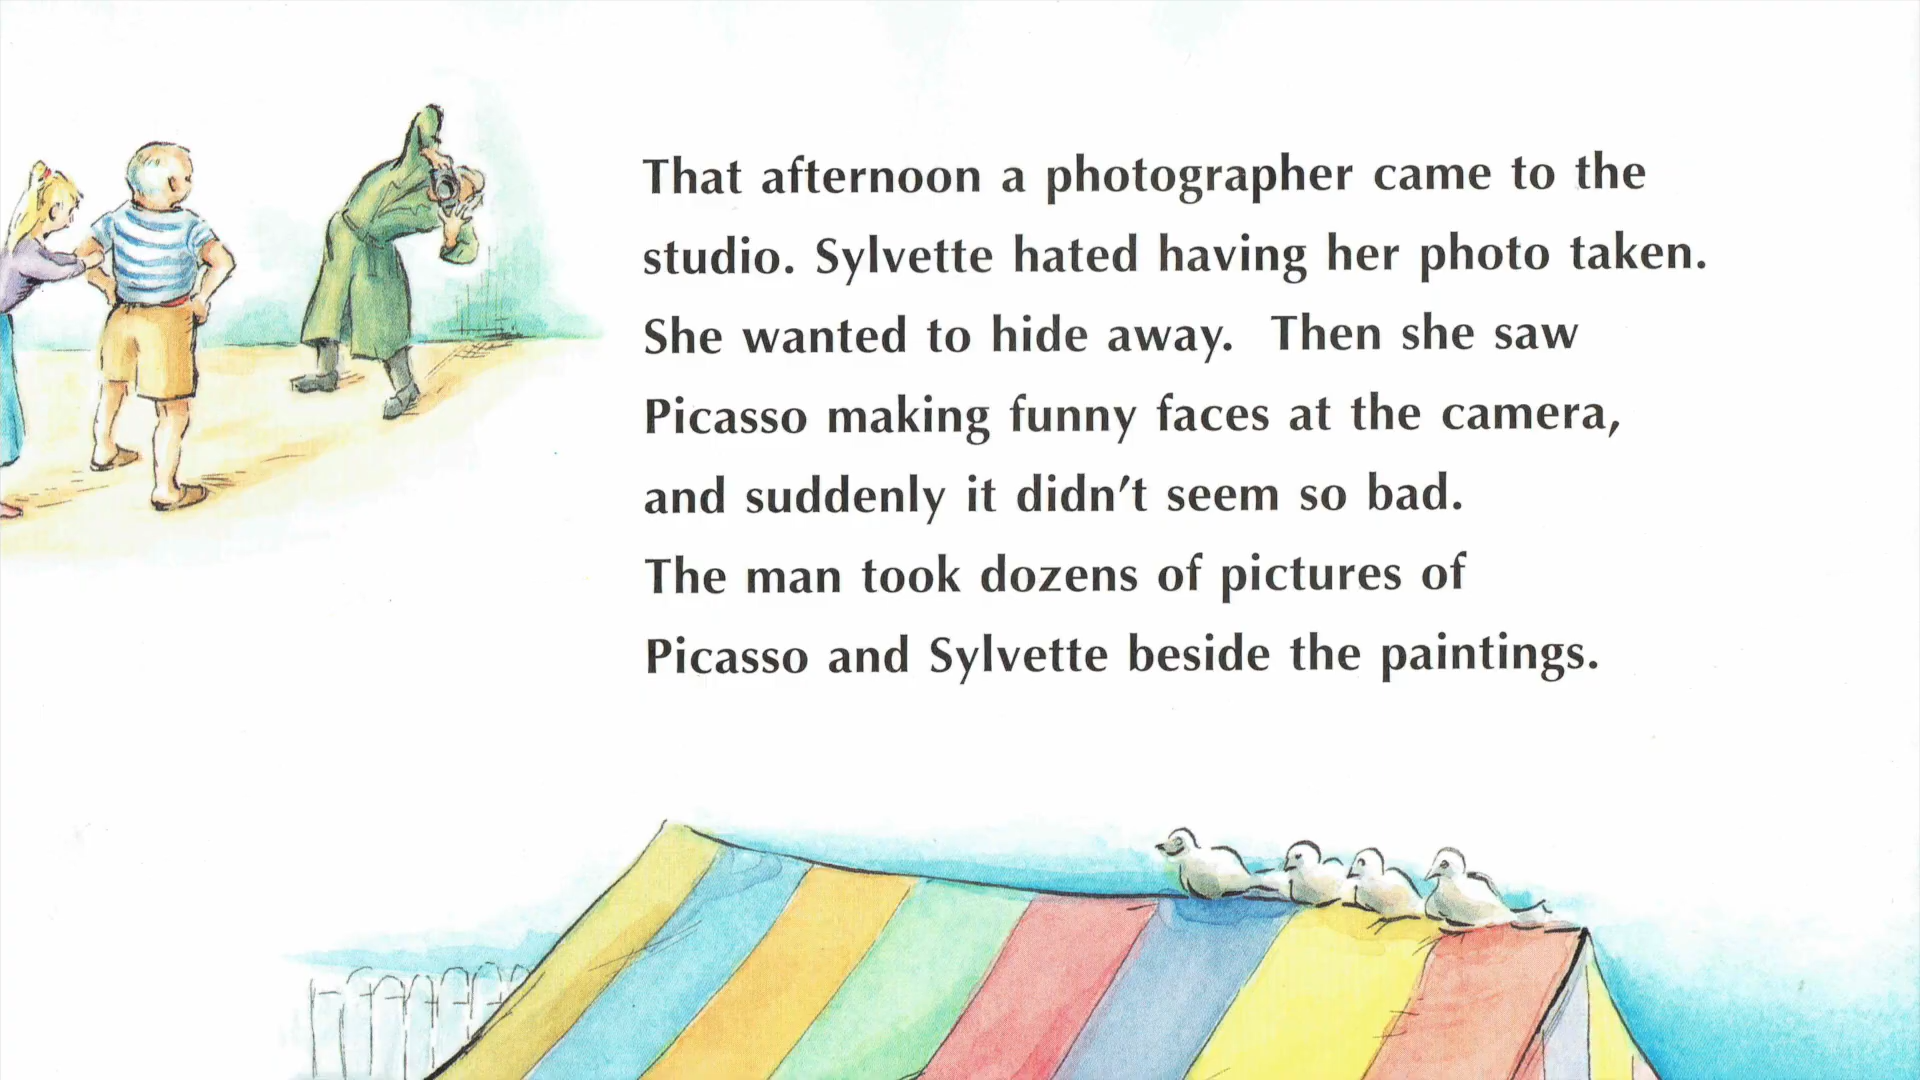 That afternoon a photographer came to the
studio. Sylvette hated having her photo taken.
She wanted to hide away. Then she saw
Picasso making funny faces at the camera,
and suddenly it didn't seem so bad.
The man took dozens of pictures of
Picasso and Sylvette beside the paintings.